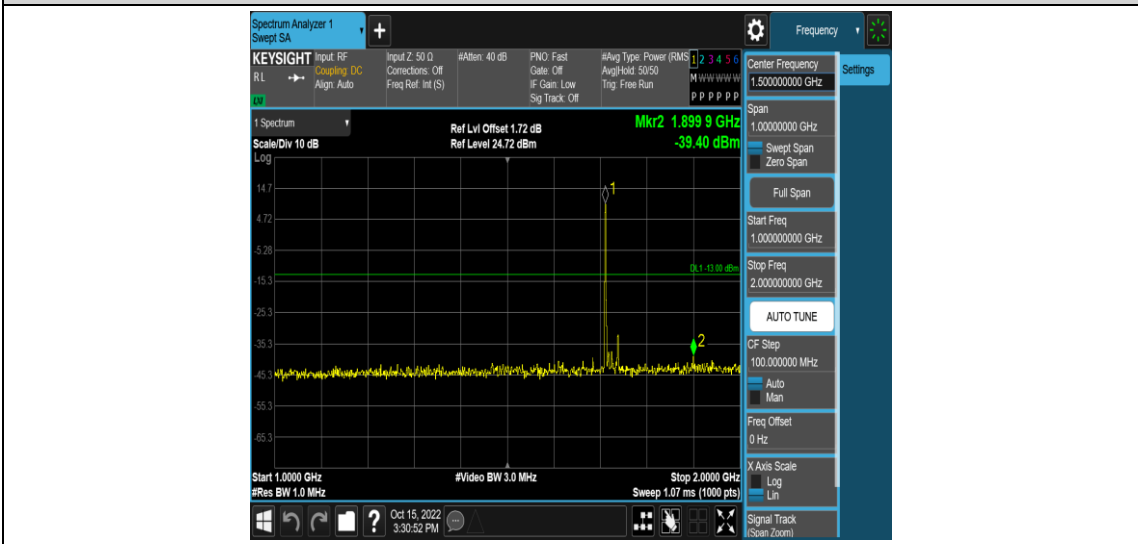 Spectrum Analyzer 1
Swept SA
+
Frequency
KEYSIGHT
RL
LXI
Input: RF
Coupling: DC
Align: Auto
Input Z: 50 Ω
Corrections: Off
Freq Ref: Int (S)
#Atten: 40 dB
PNO: Fast
Gate: Off
IF Gain: Low
Sig Track: Off
#Avg Type: Power (RMS
Avg|Hold: 50/50
Trig: Free Run
1 2 3 4 5 6
M W W W W W
P P P P P P
1 Spectrum
Scale/Div 10 dB
Log
Ref Lvl Offset 1.72 dB
Ref Level 24.72 dBm
Mkr2 1.899 9 GHz
-39.40 dBm
14.7
4.72
-5.28
-15.3
-25.3
-35.3
-45.3
-55.3
-65.3
1
DL1 -13.00 dBm
2
Start 1.0000 GHz
#Res BW 1.0 MHz
#Video BW 3.0 MHz
Stop 2.0000 GHz
Sweep 1.07 ms (1000 pts)
?
Oct 15, 2022
3:30:52 PM
Center Frequency
1.500000000 GHz
Settings
Span
1.00000000 GHz
Swept Span
Zero Span
Full Span
Start Freq
1.000000000 GHz
Stop Freq
2.000000000 GHz
AUTO TUNE
CF Step
100.000000 MHz
Auto
Man
Freq Offset
0 Hz
X Axis Scale
Log
Lin
Signal Track
(Span Zoom)